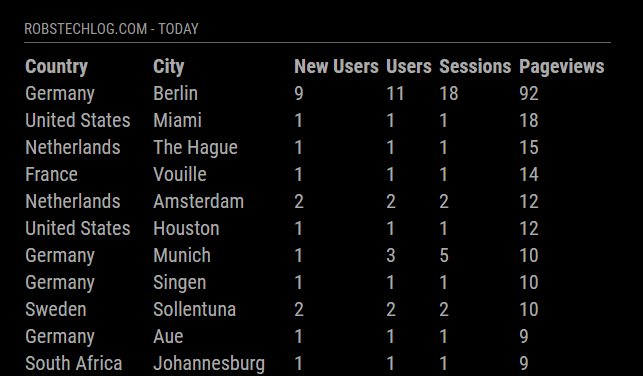 ROBSTECHLOG.COM - TODAY
Country City New Users Users Sessions Pageviews
Germany Berlin 9 11 18 92
United States Miami 1 1 1 18
Netherlands The Hague 1 1 1 15
France Vouille 1 1 1 14
Netherlands Amsterdam 2 2 2 12
United States Houston 1 1 1 12
Germany Munich 1 3 5 10
Germany Singen 1 1 1 10
Sweden Sollentuna 2 2 2 10
Germany Aue 1 1 1 9
South Africa Johannesburg 1 1 1 9